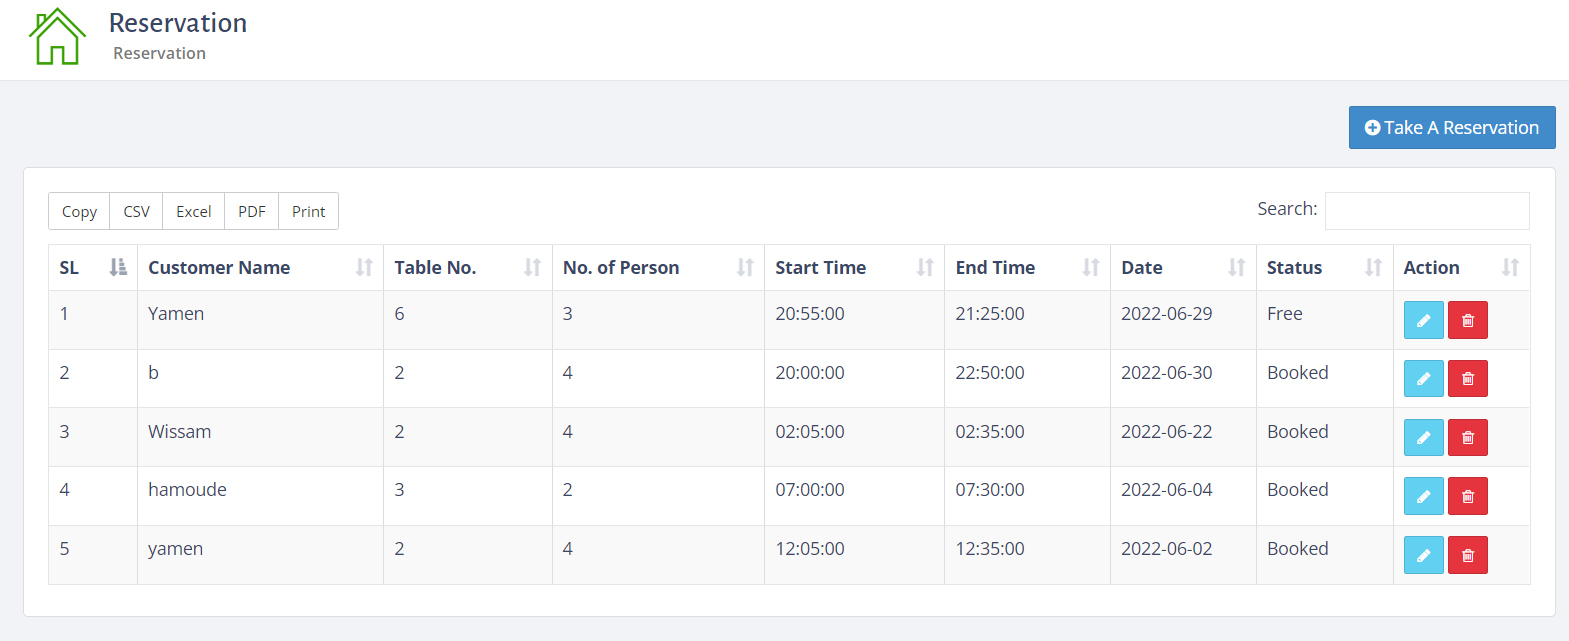 Reservation
Reservation
Take A Reservation
Copy CSV Excel PDF Print Search:
SL Customer Name Table No. No. of Person Start Time End Time Date Status Action
1 Yamen 6 3 20:55:00 21:25:00 2022-06-29 Free
2 b 2 4 20:00:00 22:50:00 2022-06-30 Booked
3 Wissam 2 4 02:05:00 02:35:00 2022-06-22 Booked
4 hamoude 3 2 07:00:00 07:30:00 2022-06-04 Booked
5 yamen 2 4 12:05:00 12:35:00 2022-06-02 Booked